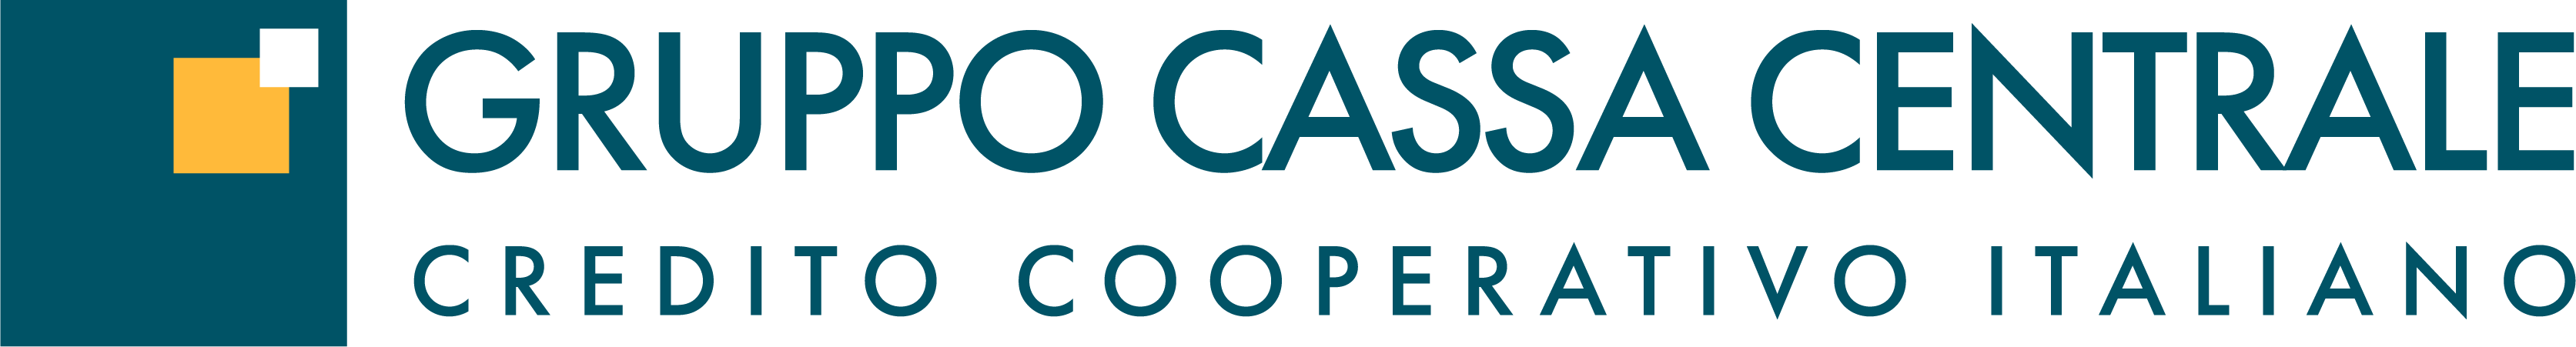 GRUPPO CASSA CENTRALE
CREDITO COOPERATIVO ITALIANO